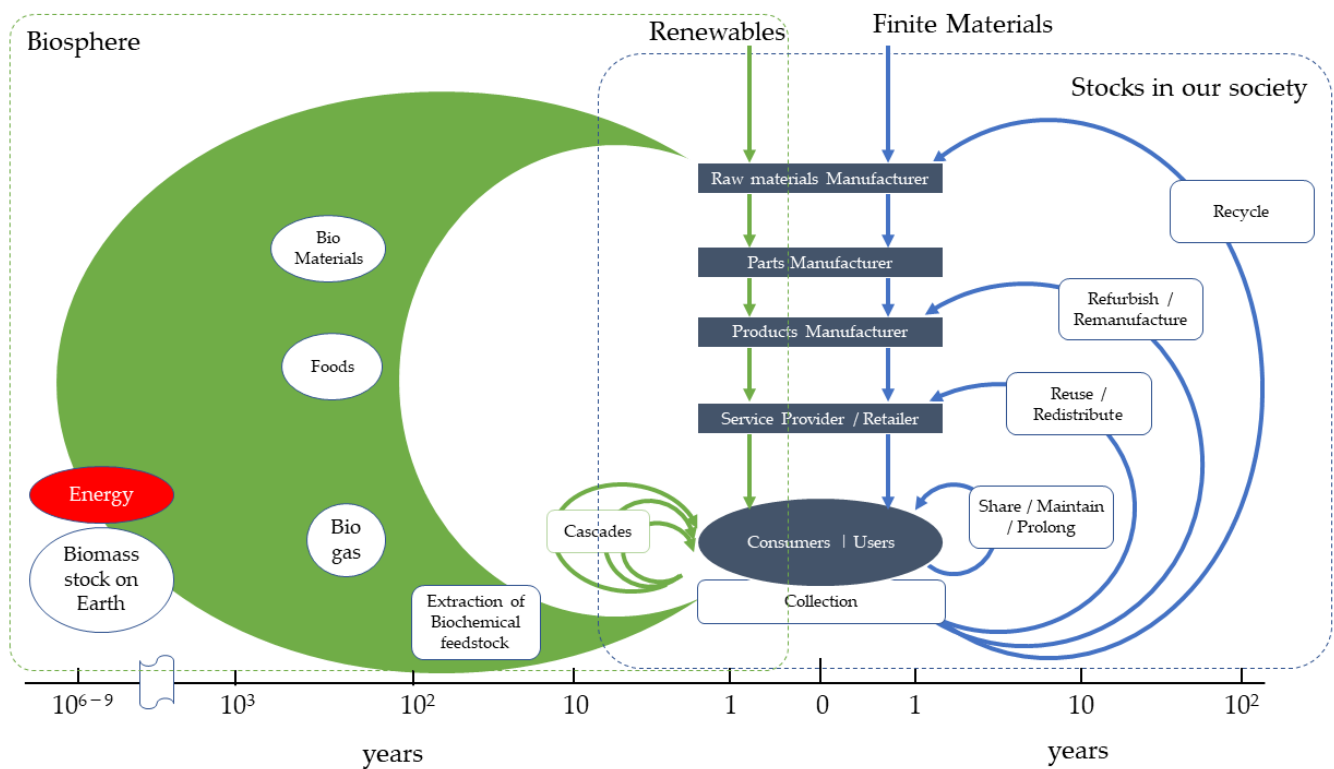 Biosphere
Renewables
Finite Materials
Stocks in our society
Raw materials Manufacturer
Recycle
Bio
Materials
Parts Manufacturer
Refurbish /
Remanufacture
Products Manufacturer
Foods
Reuse /
Redistribute
Service Provider / Retailer
Energy
Share / Maintain
/ Prolong
Cascades
Consumers | Users
Bio
gas
Biomass
stock on
Earth
Extraction of
Biochemical
feedstock
Collection
10⁶⁻⁹ 10³ 10² 10 1 0 1 10 10²
years
years